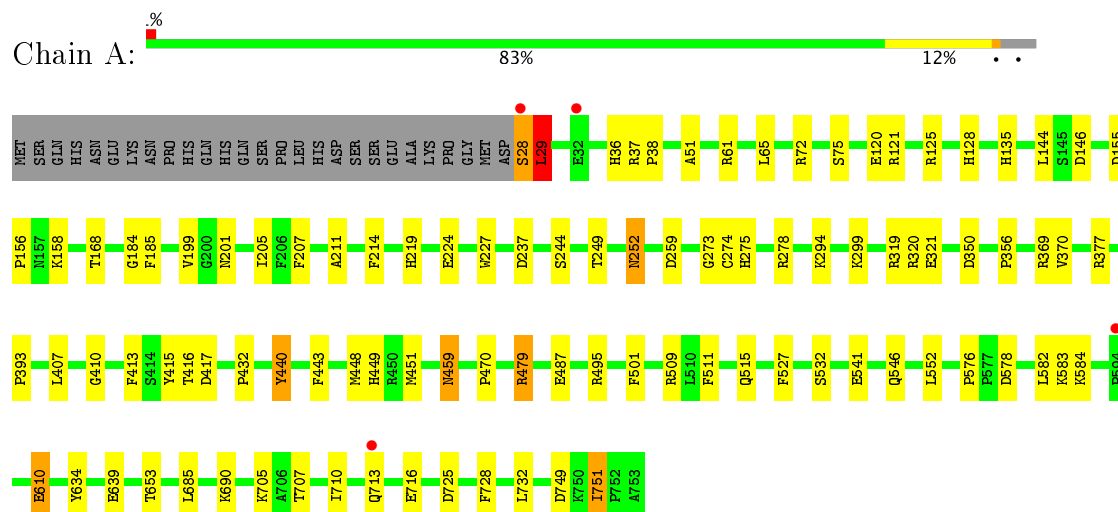 .%
Chain A:
83% 12% • •
MET SER GLN HIS ASN GLU LYS ASN PRO HIS GLN HIS GLN SER PRO LEU HIS ASP SER SER GLU ALA LYS PRO GLY MET ASP S28 L29 E32 H36 R37 P38 A51 R61 L65 R72 S75 E120 R121 R125 H128 H135 L144 S145 D146 D155
P156 N157 K158 T168 G184 F185 V199 G200 N201 I205 F206 F207 A211 F214 H219 E224 W227 D237 S244 T249 N252 D259 G273 C274 H275 R278 K294 K299 R319 R320 E321 D350 P356 R369 V370 R377
P393 L407 G410 F413 S414 Y415 T416 D417 P432 Y440 F443 M448 H449 R450 M451 N459 P470 R479 E487 R495 F501 R509 L510 F511 Q515 F527 S532 E541 Q546 L552 P576 P577 D578 L582 K583 K584
E610 Y634 E639 T653 L685 K690 K705 A706 T707 I710 Q713 E716 D725 F728 L732 D749 K750 I751 P752 A753